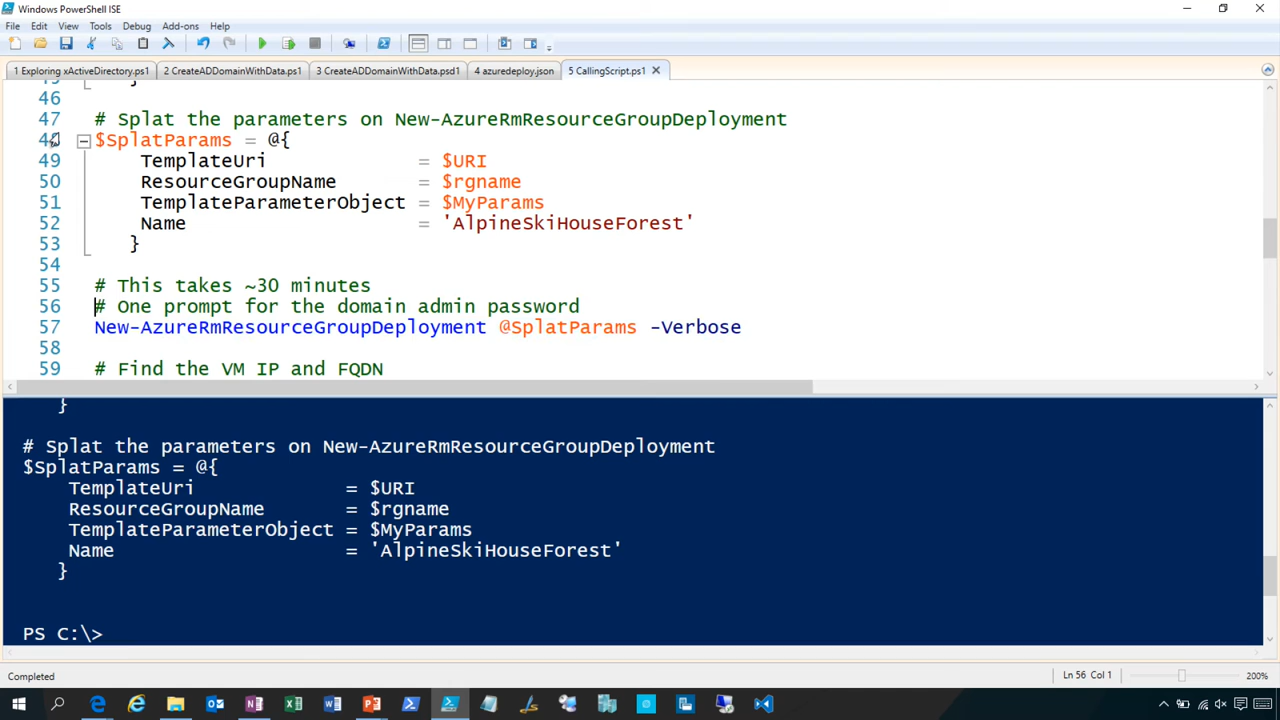 Windows PowerShell ISE
File Edit View Tools Debug Add-ons Help
1 Exploring xActiveDirectory.ps1 2 CreateADDomainWithData.ps1 3 CreateADDomainWithData.psd1 4 azuredeploy.json 5 CallingScript.ps1
46
47 # Splat the parameters on New-AzureRmResourceGroupDeployment
48 $SplatParams = @{
49 TemplateUri = $URI
50 ResourceGroupName = $rgname
51 TemplateParameterObject = $MyParams
52 Name = 'AlpineSkiHouseForest'
53 }
54
55 # This takes ~30 minutes
56 # One prompt for the domain admin password
57 New-AzureRmResourceGroupDeployment @SplatParams -Verbose
58
59 # Find the VM IP and FQDN
}
# Splat the parameters on New-AzureRmResourceGroupDeployment
$SplatParams = @{
TemplateUri = $URI
ResourceGroupName = $rgname
TemplateParameterObject = $MyParams
Name = 'AlpineSkiHouseForest'
}
PS C:\>
Completed Ln 56 Col 1 200%